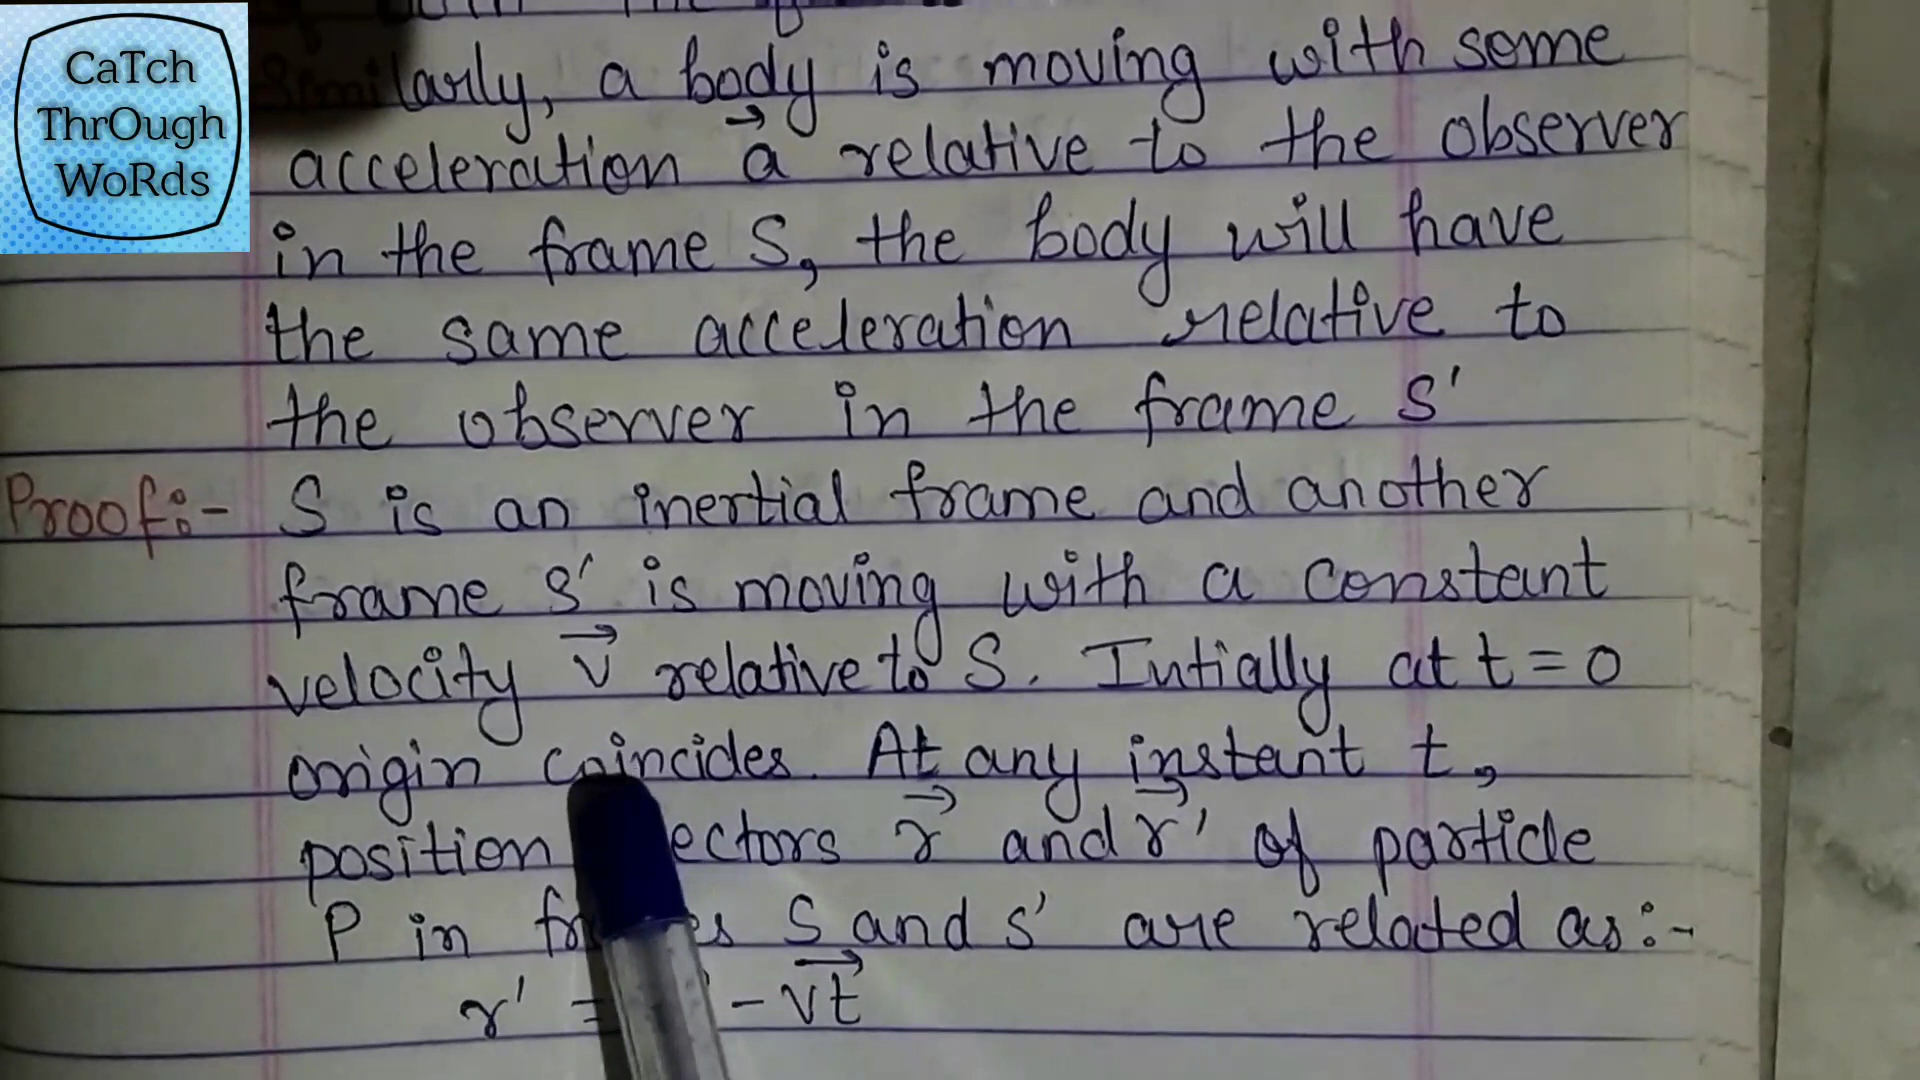 CaTch
ThrOugh
WoRds
Similarly, a body is moving with some
acceleration a⃗ relative to the observer
in the frame S, the body will have
the same acceleration relative to
the observer in the frame S'
Proof:- S is an inertial frame and another
frame S' is moving with a constant
velocity v⃗ relative to S. Intially at t = 0
origin coincides. At any instant t,
position ectors r⃗ and r⃗' of particle
P in S and S' are related as:-
r' = - v⃗t